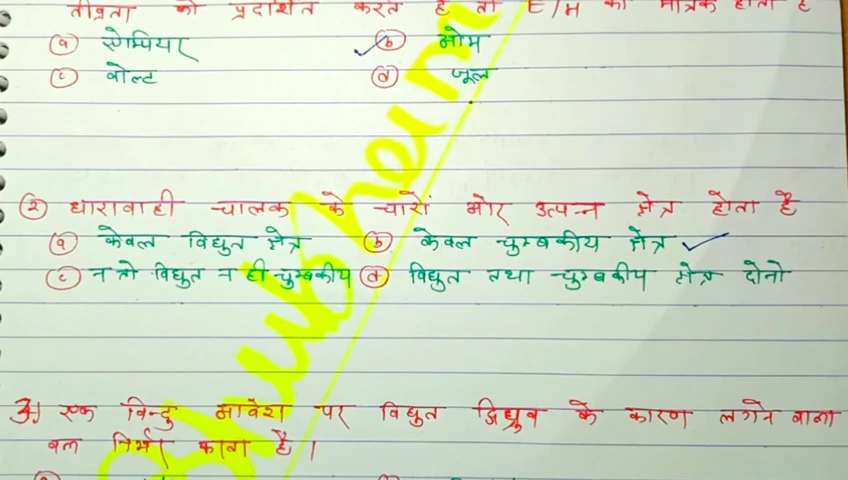 तीव्रता को प्रदर्शित करते है तो E/H का मात्रक होता है
(a) ऐम्पियर (b) ओम
(c) वोल्ट (d) जूल
② धारावाही चालक के चारों ओर उत्पन्न क्षेत्र होता है
(a) केवल विद्युत क्षेत्र (b) केवल चुम्बकीय क्षेत्र
(c) न तो विद्युत न ही चुम्बकीय (d) विद्युत तथा चुम्बकीय क्षेत्र दोनो
3) एक बिन्दु आवेश पर विद्युत द्विध्रुव के कारण लगने वाला
बल निर्भर करता है ।